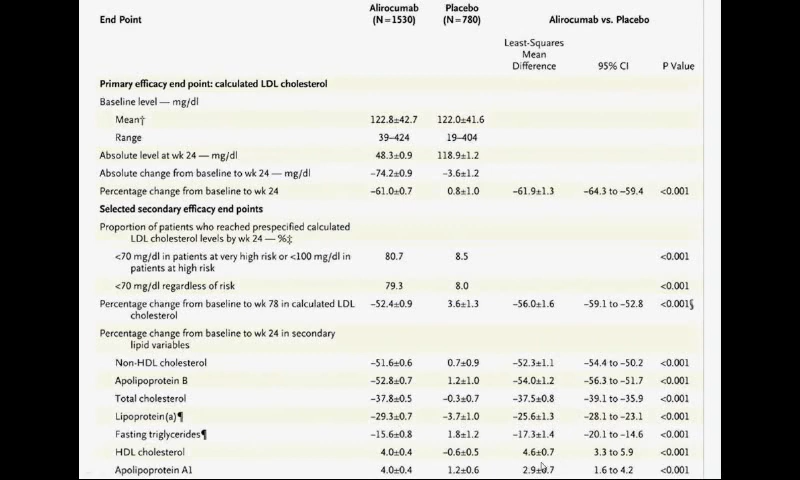 Alirocumab Placebo
End Point (N=1530) (N=780) Alirocumab vs. Placebo
Least-Squares
Mean
Difference 95% CI P Value
Primary efficacy end point: calculated LDL cholesterol
Baseline level — mg/dl
Mean† 122.8±42.7 122.0±41.6
Range 39–424 19–404
Absolute level at wk 24 — mg/dl 48.3±0.9 118.9±1.2
Absolute change from baseline to wk 24 — mg/dl −74.2±0.9 −3.6±1.2
Percentage change from baseline to wk 24 −61.0±0.7 0.8±1.0 −61.9±1.3 −64.3 to −59.4 <0.001
Selected secondary efficacy end points
Proportion of patients who reached prespecified calculated
LDL cholesterol levels by wk 24 — %‡
<70 mg/dl in patients at very high risk or <100 mg/dl in 80.7 8.5 <0.001
patients at high risk
<70 mg/dl regardless of risk 79.3 8.0 <0.001
Percentage change from baseline to wk 78 in calculated LDL −52.4±0.9 3.6±1.3 −56.0±1.6 −59.1 to −52.8 <0.001§
cholesterol
Percentage change from baseline to wk 24 in secondary
lipid variables
Non-HDL cholesterol −51.6±0.6 0.7±0.9 −52.3±1.1 −54.4 to −50.2 <0.001
Apolipoprotein B −52.8±0.7 1.2±1.0 −54.0±1.2 −56.3 to −51.7 <0.001
Total cholesterol −37.8±0.5 −0.3±0.7 −37.5±0.8 −39.1 to −35.9 <0.001
Lipoprotein(a)¶ −29.3±0.7 −3.7±1.0 −25.6±1.3 −28.1 to −23.1 <0.001
Fasting triglycerides¶ −15.6±0.8 1.8±1.2 −17.3±1.4 −20.1 to −14.6 <0.001
HDL cholesterol 4.0±0.4 −0.6±0.5 4.6±0.7 3.3 to 5.9 <0.001
Apolipoprotein A1 4.0±0.4 1.2±0.6 2.9±0.7 1.6 to 4.2 <0.001